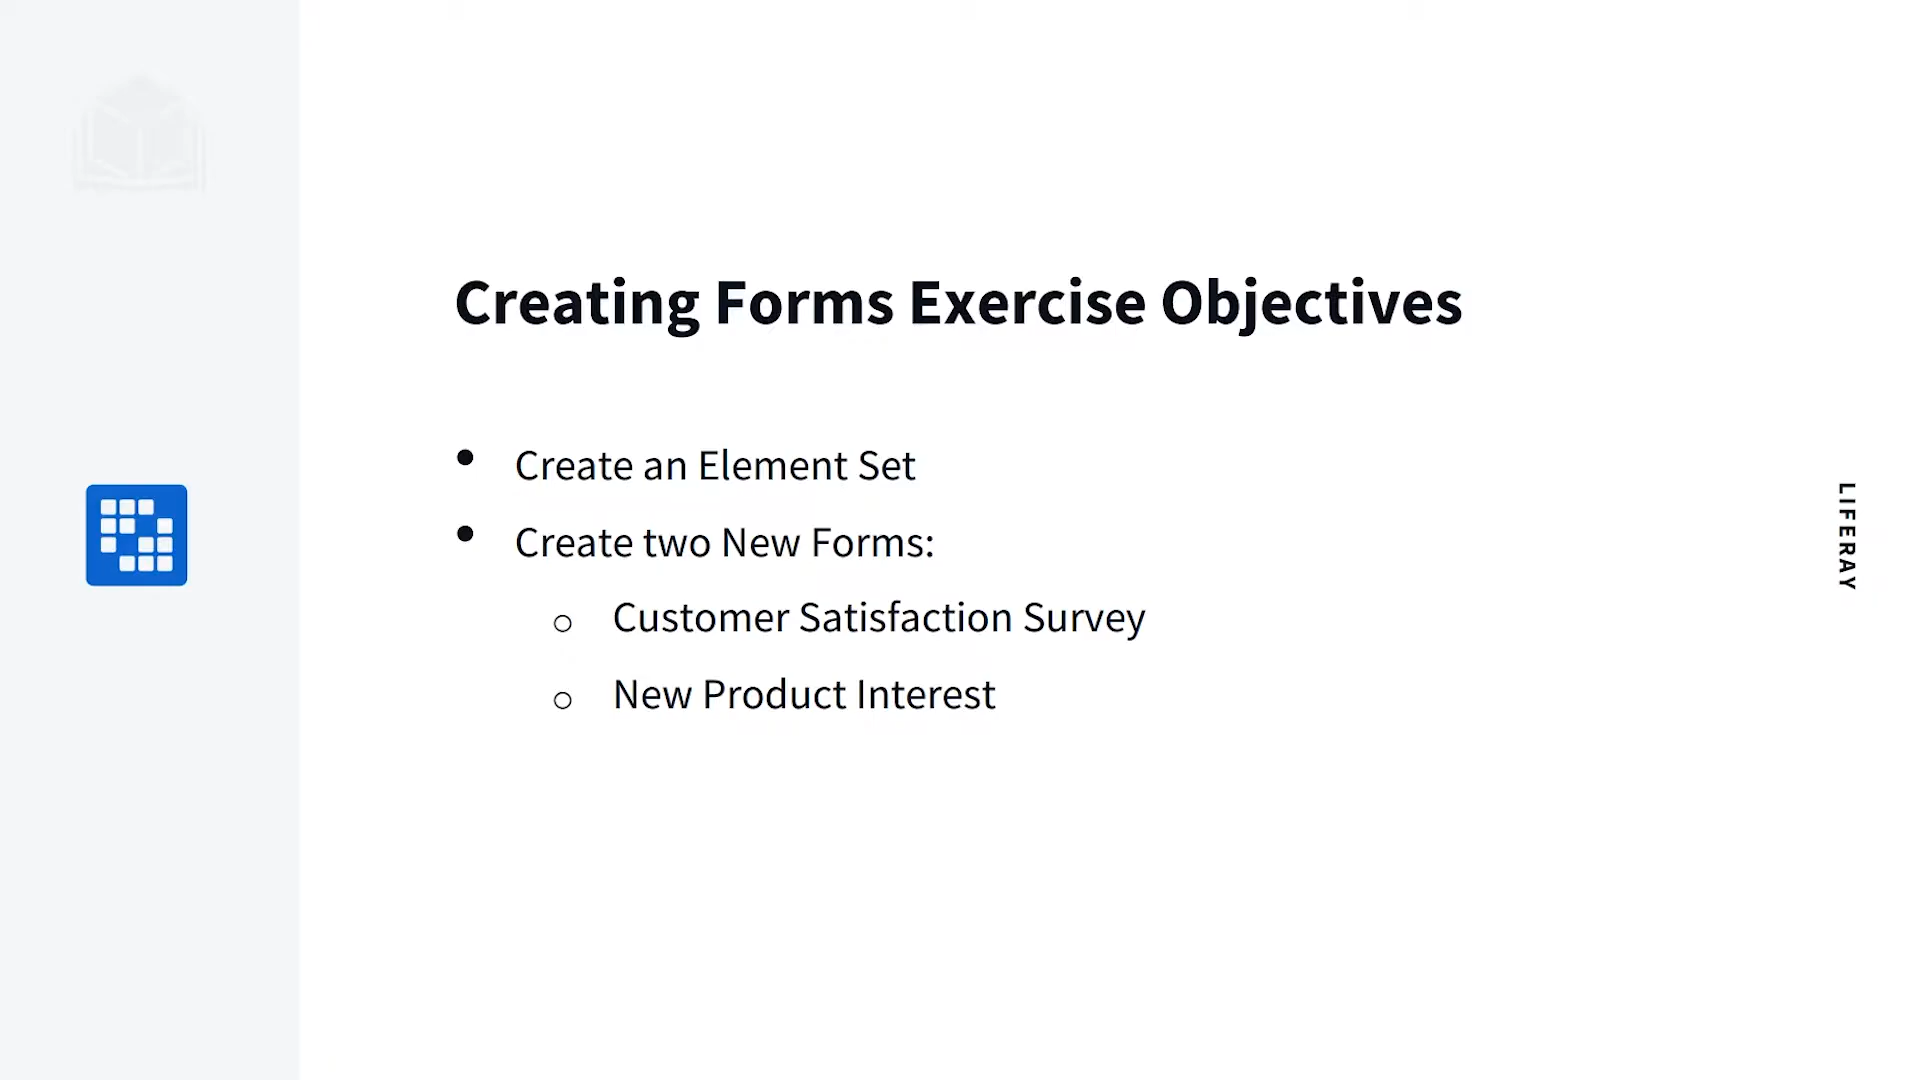 Creating Forms Exercise Objectives
• Create an Element Set
• Create two New Forms:
o Customer Satisfaction Survey
o New Product Interest
LIFERAY